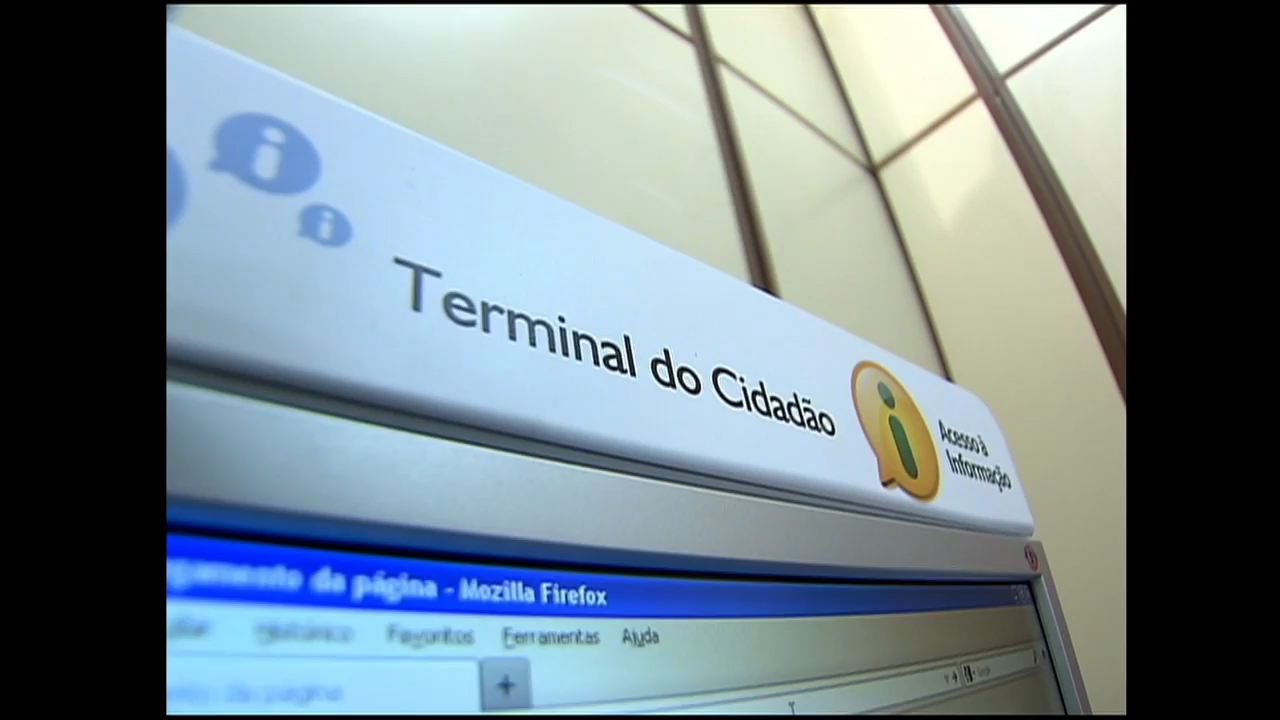 Terminal do Cidadão
Acesso à
Informação
da página - Mozilla Firefox
Histórico Favoritos Ferramentas Ajuda